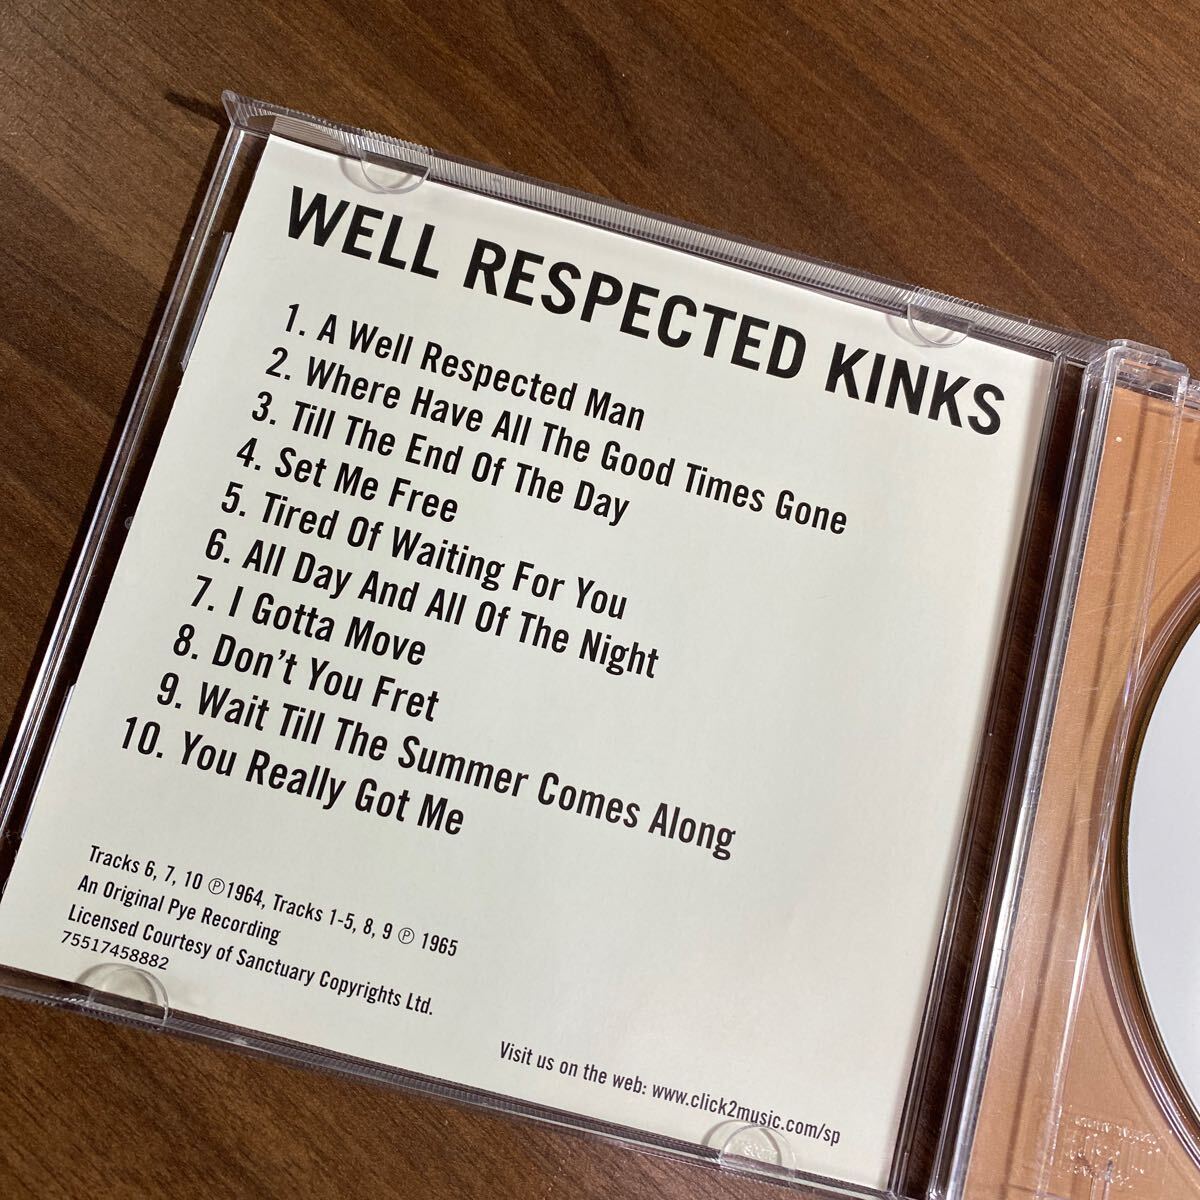 WELL RESPECTED KINKS
1. A Well Respected Man
2. Where Have All The Good Times Gone
3. Till The End Of The Day
4. Set Me Free
5. Tired Of Waiting For You
6. All Day And All Of The Night
7. I Gotta Move
8. Don't You Fret
9. Wait Till The Summer Comes Along
10. You Really Got Me
Tracks 6, 7, 10 ℗1964, Tracks 1-5, 8, 9 ℗ 1965
An Original Pye Recording
Licensed Courtesy of Sanctuary Copyrights Ltd.
75517458882
Visit us on the web: www.click2music.com/sp